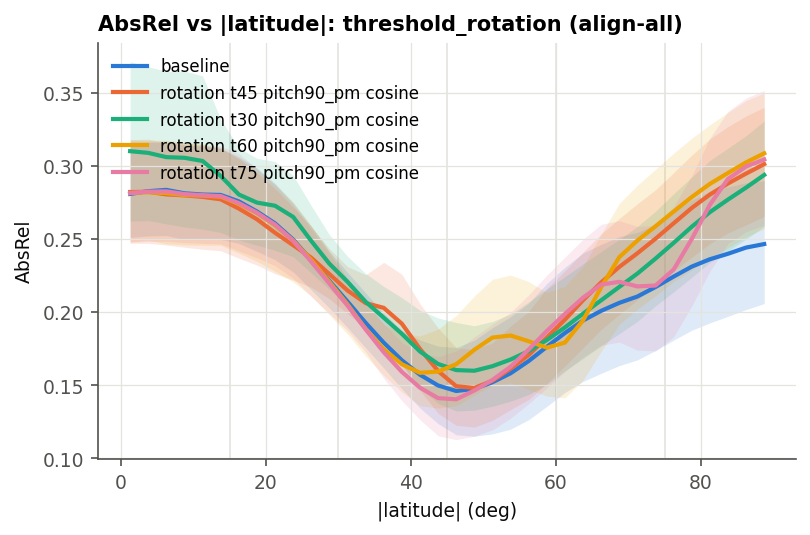 AbsRel vs |latitude|: threshold_rotation (align-all)
baseline
rotation t45 pitch90_pm cosine
rotation t30 pitch90_pm cosine
rotation t60 pitch90_pm cosine
rotation t75 pitch90_pm cosine
AbsRel
0.35
0.30
0.25
0.20
0.15
0.10
0 20 40 60 80
|latitude| (deg)